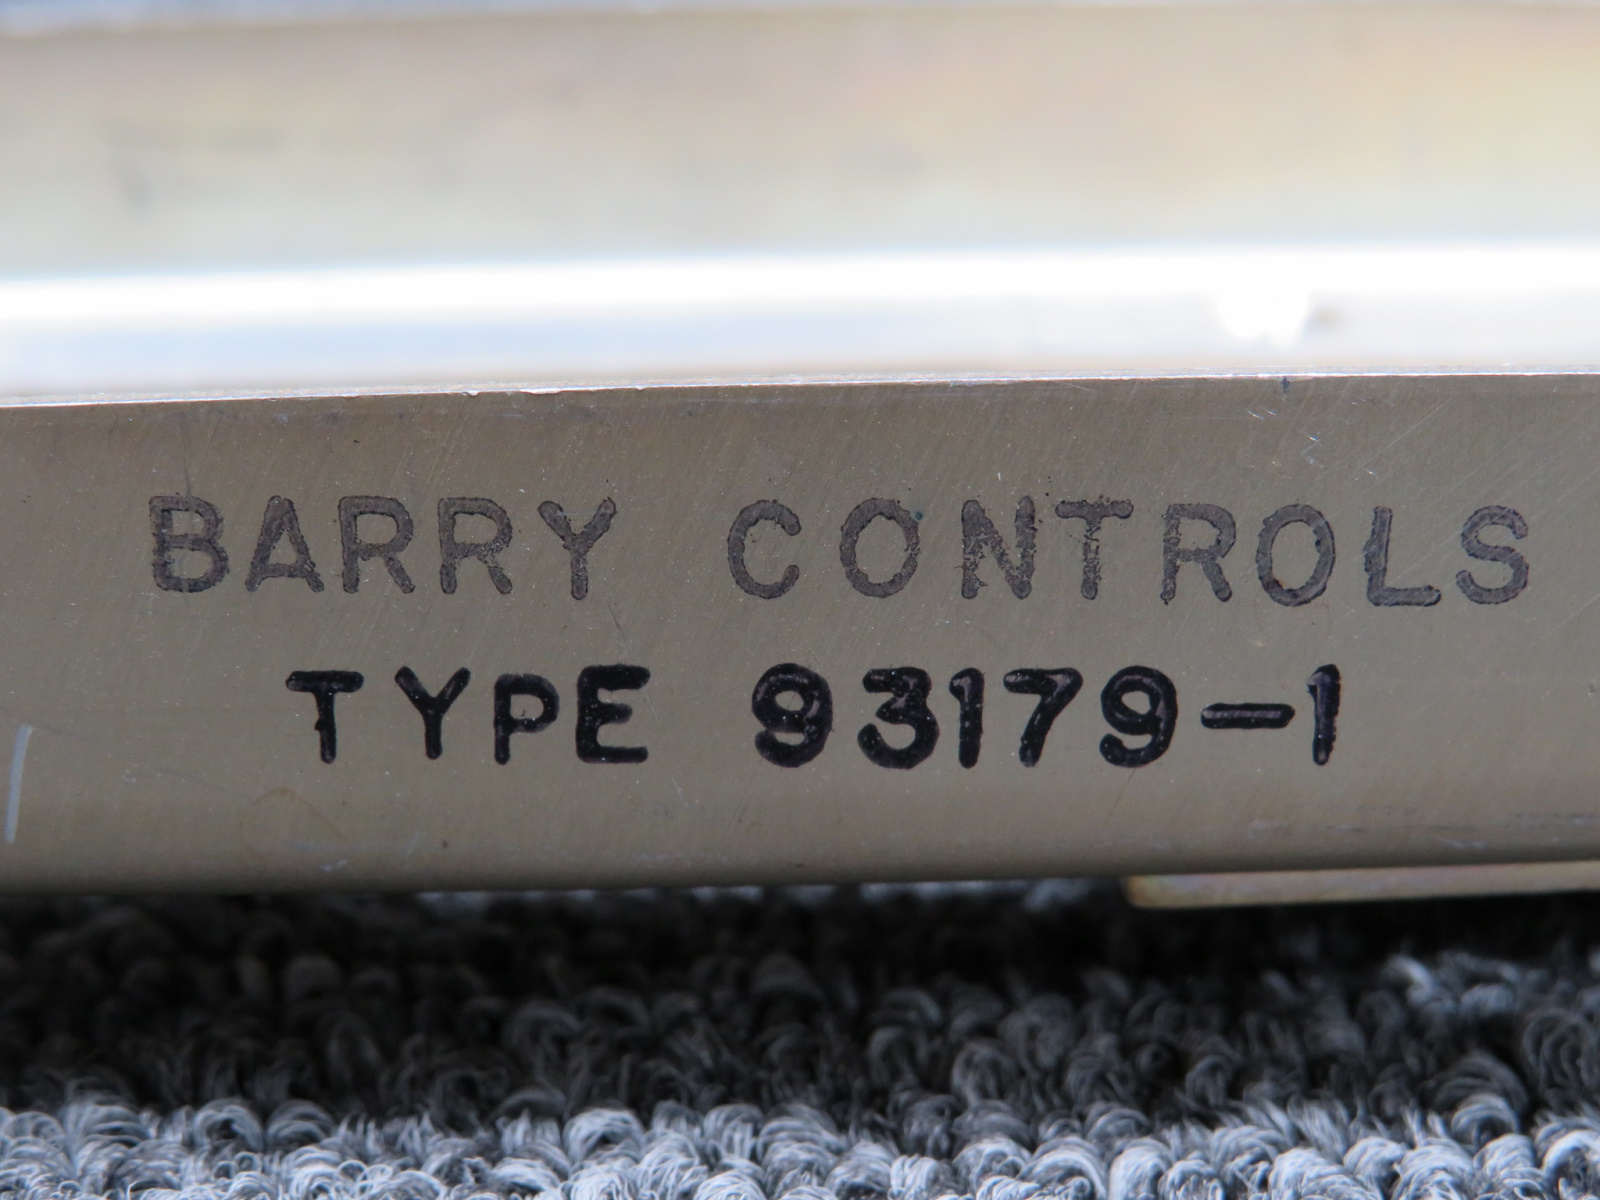 BARRY CONTROLS
TYPE 93179-1